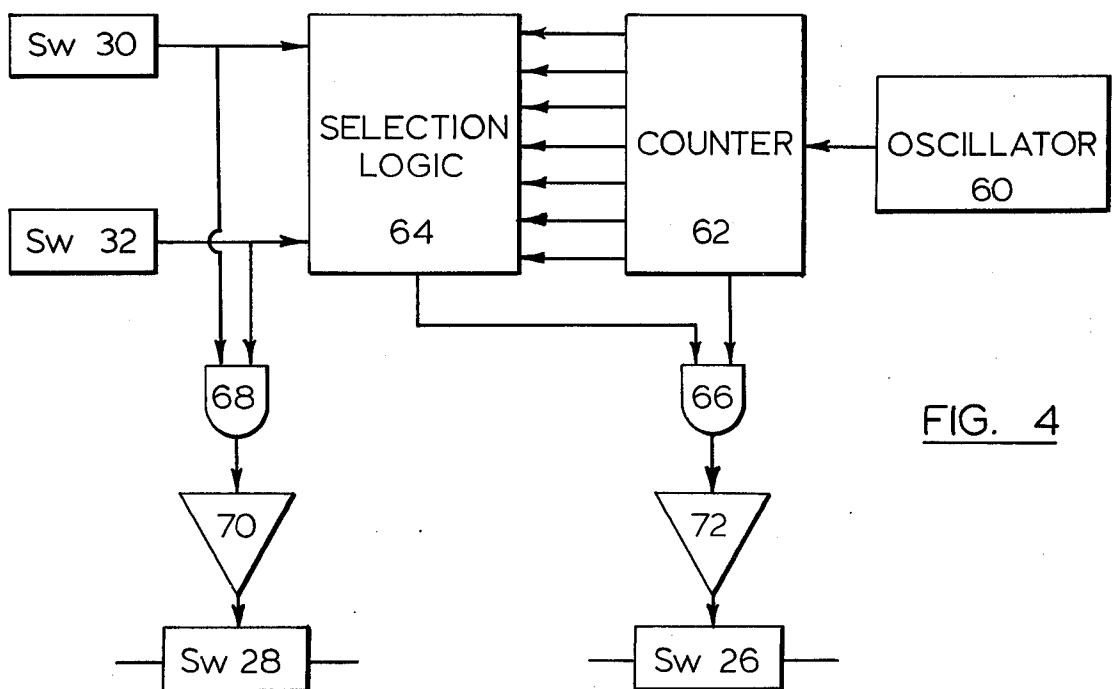 Sw 30
SELECTION
LOGIC
64
COUNTER
62
OSCILLATOR
60
Sw 32
68
66
FIG. 4
70
72
Sw 28
Sw 26